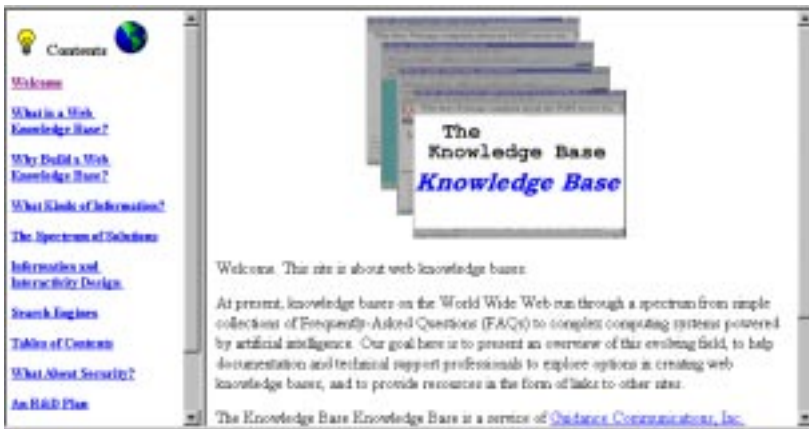 Contents
Welcome
What is a Web
Knowledge Base?
Why Build a Web
Knowledge Base?
What Kinds of Information?
The Spectrum of Solutions
Information and
Interactivity Design
Search Engines
Tables of Contents
What About Security?
An R&D Plan
The
Knowledge Base
Knowledge Base
Welcome. This site is about web knowledge bases.
At present, knowledge bases on the World Wide Web run through a spectrum from simple
collections of Frequently-Asked Questions (FAQs) to complex computing systems powered
by artificial intelligence. Our goal here is to present an overview of this evolving field, to help
documentation and technical support professionals to explore options in creating web
knowledge bases, and to provide resources in the form of links to other sites.
The Knowledge Base Knowledge Base is a service of Guidance Communications, Inc.